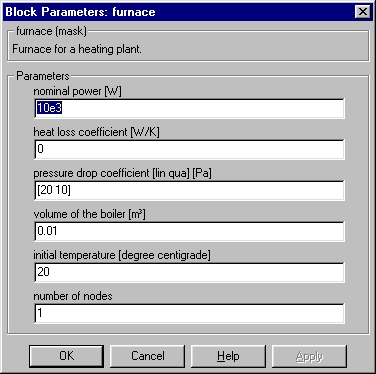 Block Parameters: furnace
furnace (mask)
Furnace for a heating plant.
Parameters
nominal power [W]
10e3
heat loss coefficient [W/K]
0
pressure drop coefficient [lin qua] [Pa]
[20 10]
volume of the boiler [m³]
0.01
initial temperature [degree centigrade]
20
number of nodes
1
OK Cancel Help Apply